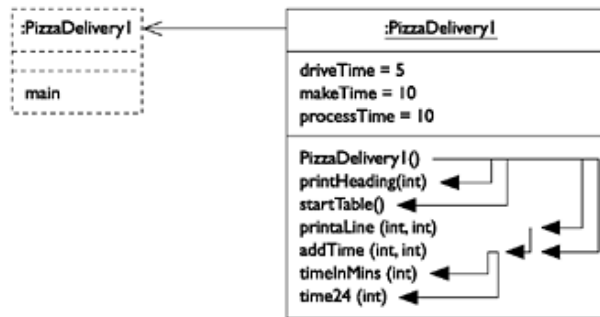 :PizzaDelivery1
main
:PizzaDelivery1
driveTime = 5
makeTime = 10
processTime = 10
PizzaDelivery1()
printHeading(int)
startTable()
printaLine (int, int)
addTime (int, int)
timeInMins (int)
time24 (int)